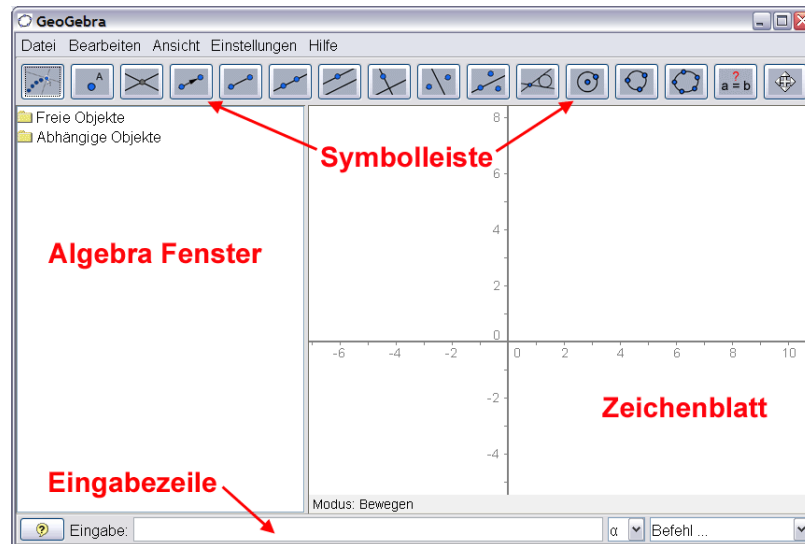 GeoGebra
Datei Bearbeiten Ansicht Einstellungen Hilfe
A
? a = b
Freie Objekte
Abhängige Objekte
Symbolleiste
Algebra Fenster
8
6
4
2
0
-6 -4 -2 0 2 4 6 8 10
-2
-4
Zeichenblatt
Eingabezeile
Modus: Bewegen
? Eingabe: α Befehl ...